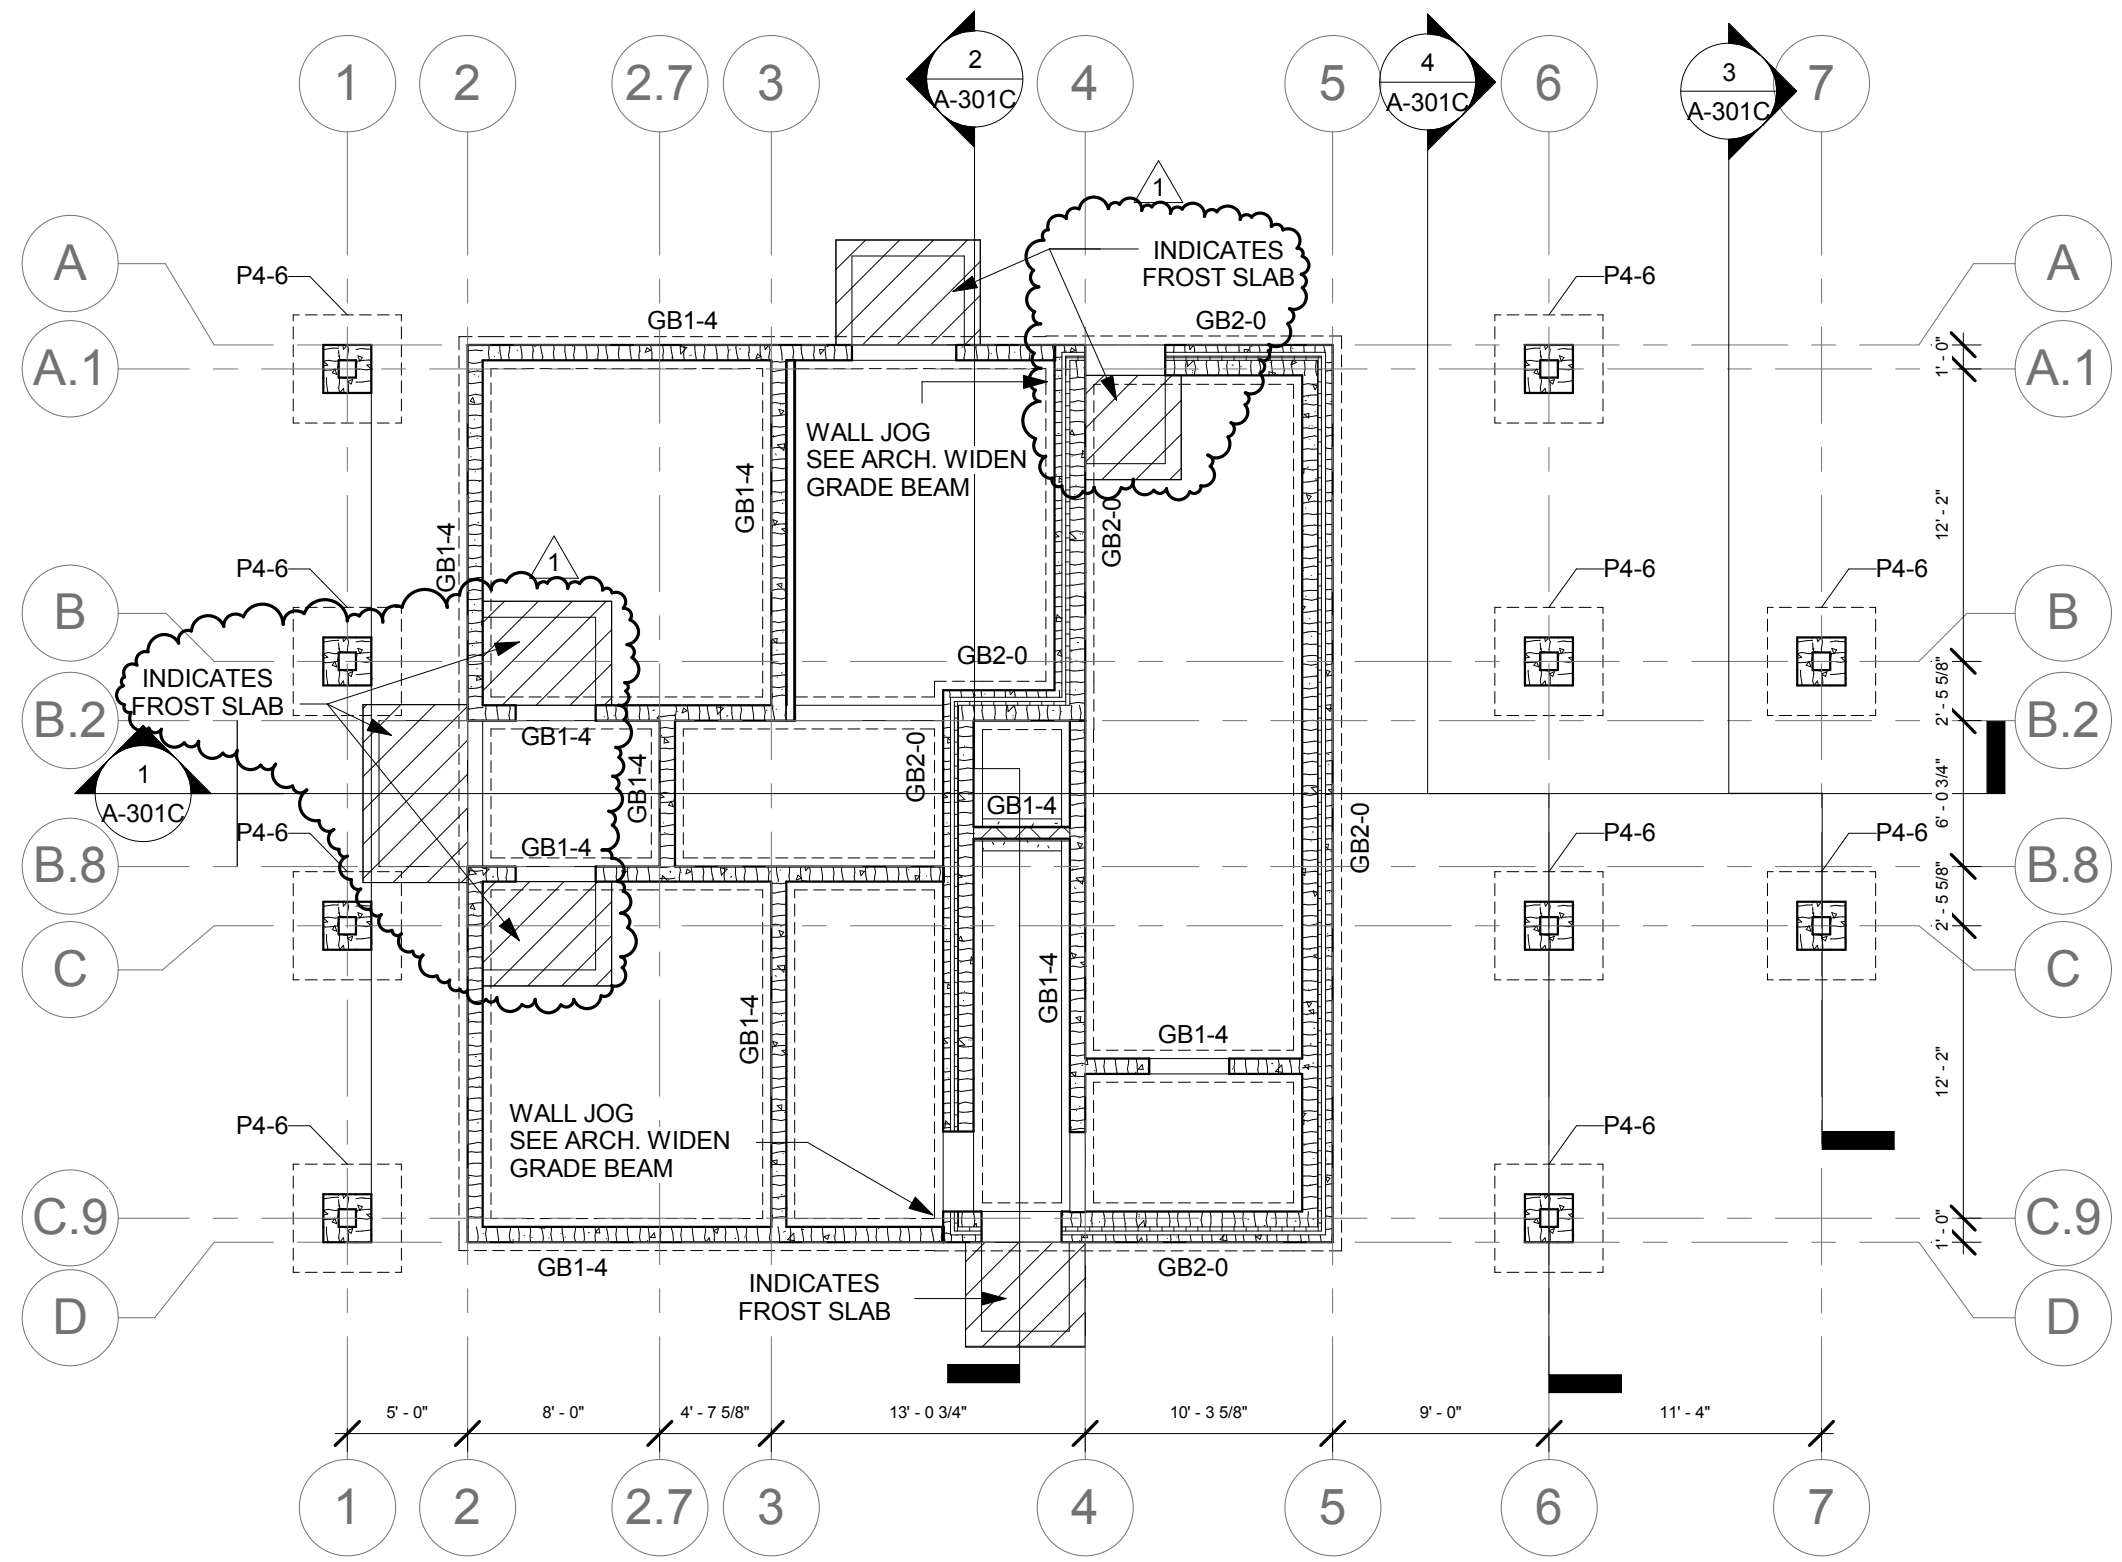 1
2
2.7
3
2
A-301C
4
5
4
A-301C
6
3
A-301C
7
1
A
A
INDICATES
FROST SLAB
P4-6
P4-6
GB1-4
GB2-0
A.1
A.1
1' - 0"
WALL JOG
SEE ARCH. WIDEN
GRADE BEAM
GB1-4
GB1-4
GB2-0
12' - 2"
1
P4-6
P4-6
P4-6
B
B
GB2-0
INDICATES
FROST SLAB
2' - 5 5/8"
B.2
B.2
GB1-4
GB2-0
GB1-4
1
A-301C
GB1-4
6' - 0 3/4"
P4-6
P4-6
P4-6
GB2-0
GB1-4
B.8
B.8
2' - 5 5/8"
C
C
GB1-4
GB1-4
GB1-4
12' - 2"
WALL JOG
SEE ARCH. WIDEN
GRADE BEAM
P4-6
P4-6
C.9
C.9
1' - 0"
GB1-4
GB2-0
INDICATES
FROST SLAB
D
D
5' - 0"
8' - 0"
4' - 7 5/8"
13' - 0 3/4"
10' - 3 5/8"
9' - 0"
11' - 4"
1
2
2.7
3
4
5
6
7